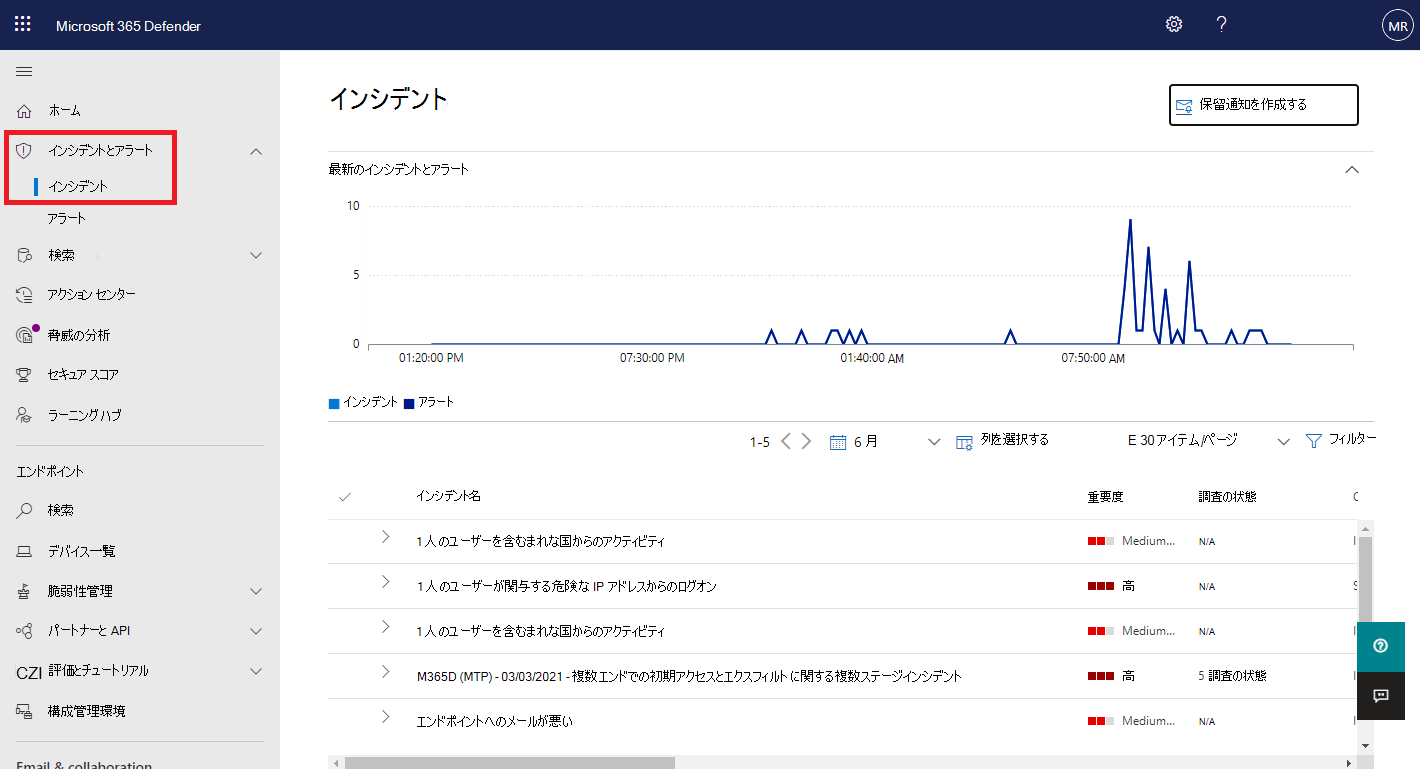 Microsoft 365 Defender
MR
ホーム
インシデントとアラート
インシデント
アラート
検索
アクション センター
脅威の分析
セキュア スコア
ラーニング ハブ
エンドポイント
検索
デバイス一覧
脆弱性管理
パートナーと API
CZI 評価とチュートリアル
構成管理環境
Email & collaboration
インシデント
保留通知を作成する
最新のインシデントとアラート
10
5
0
01:20:00 PM 07:30:00 PM 01:40:00 AM 07:50:00 AM
インシデント アラート
1-5 6 月 列を選択する E 30アイテム/ページ フィルター
インシデント名 重要度 調査の状態
1人のユーザーを含むまれな国からのアクティビティ Medium... N/A
1人のユーザーが関与する危険な IP アドレスからのログオン 高 N/A
1人のユーザーを含むまれな国からのアクティビティ Medium... N/A
M365D (MTP) - 03/03/2021 - 複数エンドでの初期アクセスとエクスフィルトに関する複数ステージインシデント 高 5 調査の状態
エンドポイントへのメールが悪い Medium... N/A